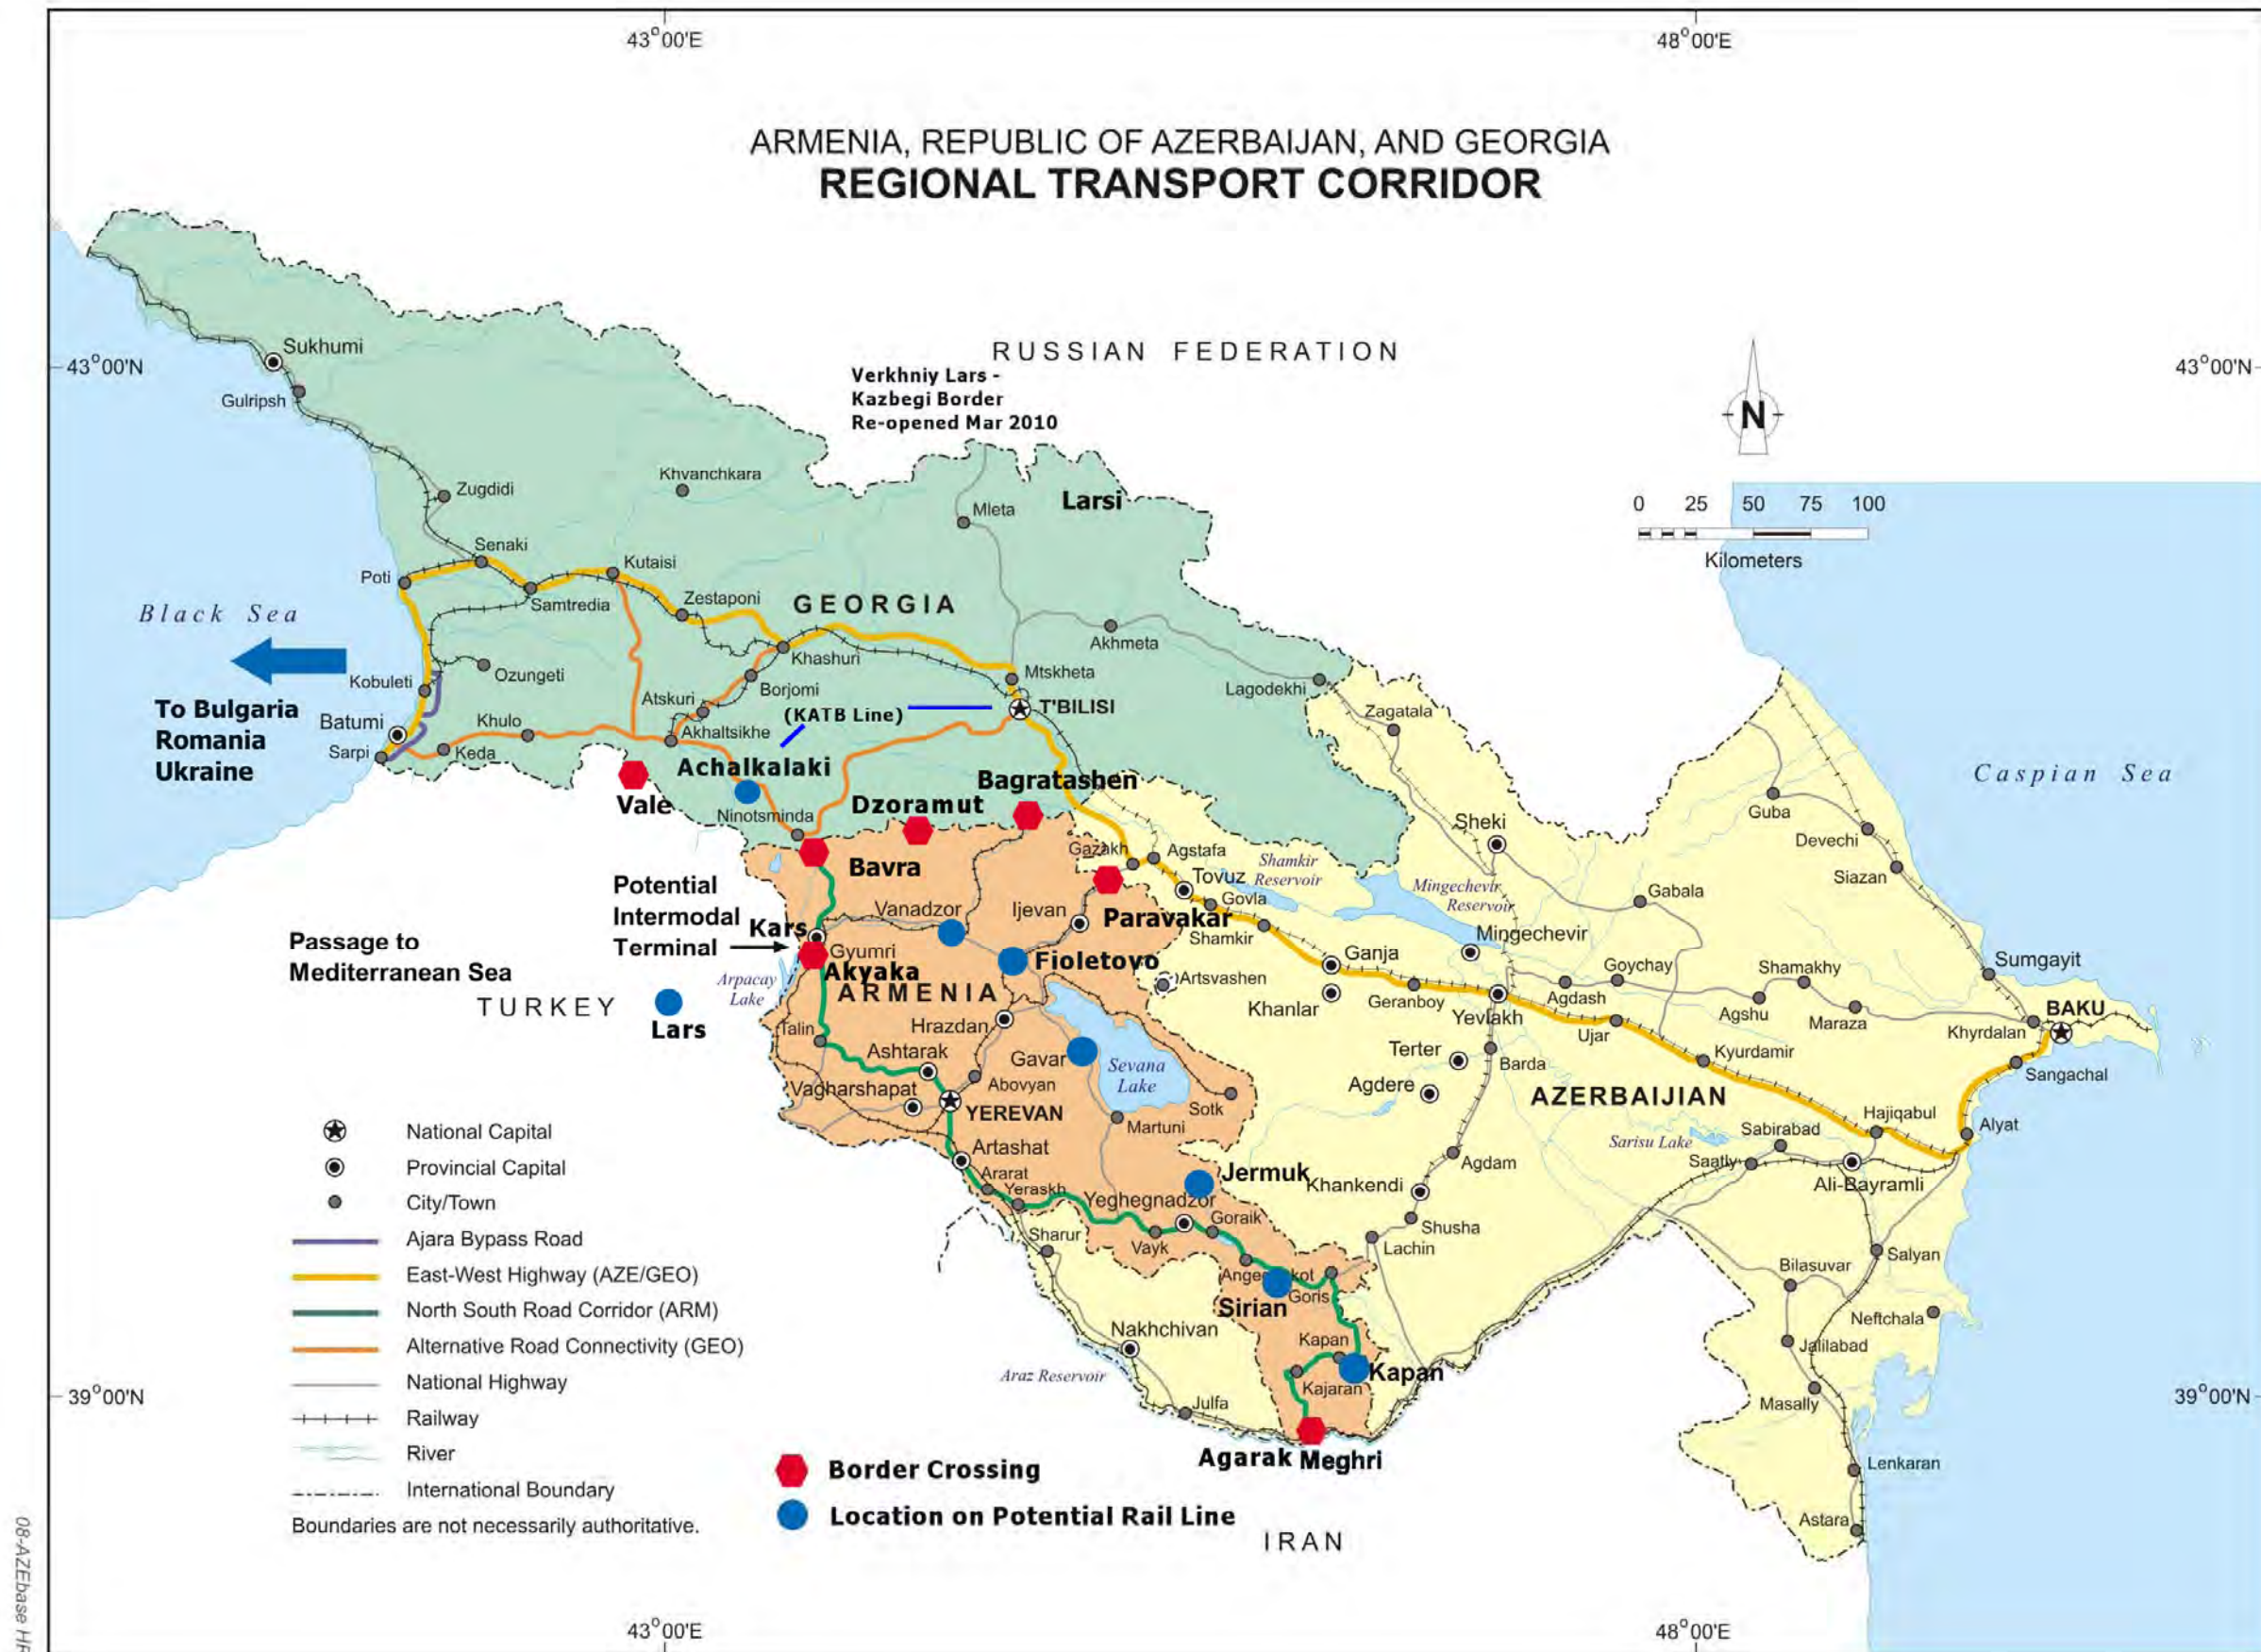 43°00'E
48°00'E
ARMENIA, REPUBLIC OF AZERBAIJAN, AND GEORGIA
REGIONAL TRANSPORT CORRIDOR
Sukhumi
RUSSIAN FEDERATION
43°00'N
43°00'N
Verkhniy Lars -
Kazbegi Border
Re-opened Mar 2010
Gulripsh
N
Khvanchkara
Zugdidi
Larsi
Mleta
0 25 50 75 100
Kilometers
Senaki
Kutaisi
Poti
Samtredia
Zestaponi
GEORGIA
Black Sea
Akhmeta
Khashuri
Ozungeti
Mtskheta
Kobuleti
Borjomi
Lagodekhi
Atskuri
To Bulgaria
Romania
Ukraine
(KATB Line)
T'BILISI
Zagatala
Batumi
Khulo
Akhaltsikhe
Sarpi
Keda
Achalkalaki
Bagratashen
Caspian Sea
Vale
Dzoramut
Ninotsminda
Guba
Sheki
Devechi
Gazakh
Agstafa
Shamkir
Reservoir
Bavra
Tovuz
Siazan
Potential
Intermodal
Terminal
Mingechevir
Reservoir
Gabala
Govla
Vanadzor
Ijevan
Paravakar
Kars
Shamkir
Mingechevir
Passage to
Mediterranean Sea
Gyumri
Ganja
Sumgayit
Fioletovo
Akyaka
Goychay
Shamakhy
Arpacay
Lake
Artsvashen
ARMENIA
TURKEY
Khanlar
Geranboy
Agdash
Agshu
BAKU
Lars
Yevlakh
Maraza
Khyrdalan
Talin
Hrazdan
Ujar
Ashtarak
Gavar
Terter
Kyurdamir
Sevana
Lake
Barda
Sangachal
Vagharshapat
Abovyan
Agdere
AZERBAIJIAN
YEREVAN
Sotk
Hajiqabul
Martuni
Sabirabad
Alyat
National Capital
Artashat
Sarisu Lake
Provincial Capital
Ararat
Jermuk
Agdam
Saatly
City/Town
Yeraskh
Yeghegnadzor
Khankendi
Ali-Bayramli
Goraik
Shusha
Sharur
Vayk
Lachin
Salyan
Ajara Bypass Road
Bilasuvar
East-West Highway (AZE/GEO)
Goris
North South Road Corridor (ARM)
Sirian
Neftchala
Nakhchivan
Kapan
Jalilabad
Alternative Road Connectivity (GEO)
Kapan
Araz Reservoir
National Highway
Kajaran
39°00'N
39°00'N
Julfa
Masally
Railway
River
Agarak Meghri
Lenkaran
Border Crossing
International Boundary
Location on Potential Rail Line
Astara
Boundaries are not necessarily authoritative.
IRAN
08-AZEbase
43°00'E
48°00'E